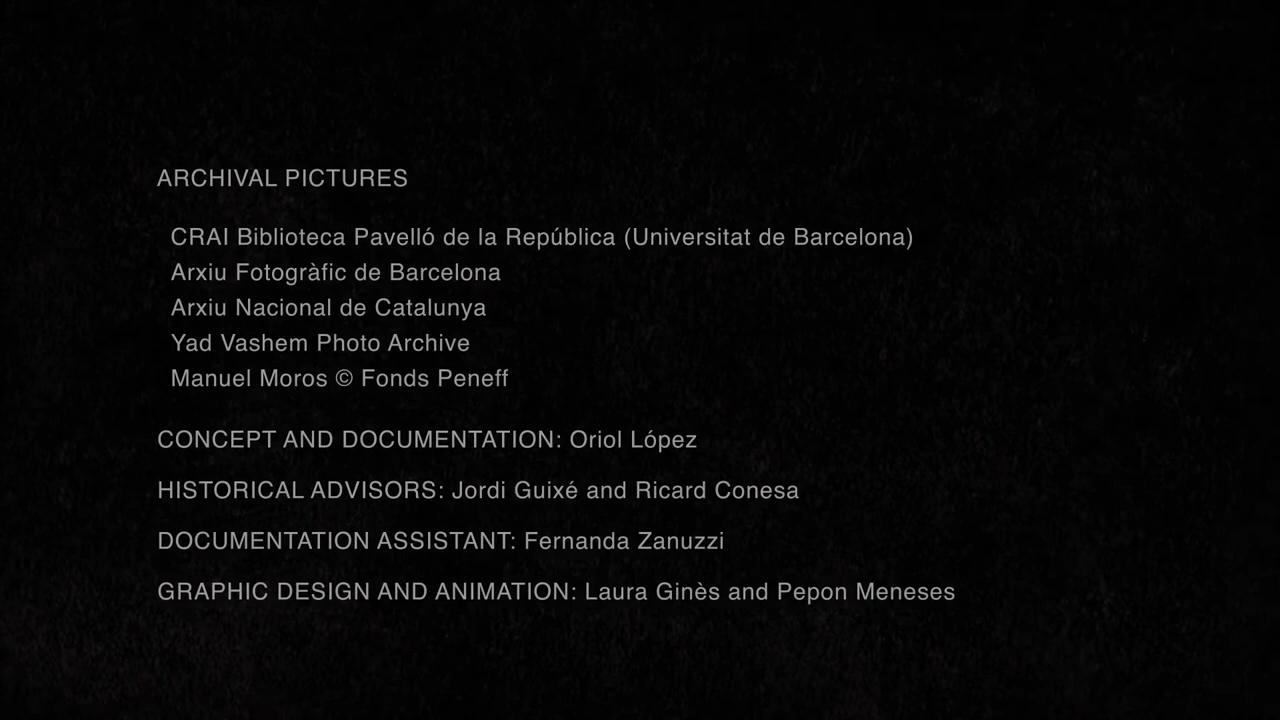 ARCHIVAL PICTURES
CRAI Biblioteca Pavelló de la República (Universitat de Barcelona)
Arxiu Fotogràfic de Barcelona
Arxiu Nacional de Catalunya
Yad Vashem Photo Archive
Manuel Moros © Fonds Peneff
CONCEPT AND DOCUMENTATION: Oriol López
HISTORICAL ADVISORS: Jordi Guixé and Ricard Conesa
DOCUMENTATION ASSISTANT: Fernanda Zanuzzi
GRAPHIC DESIGN AND ANIMATION: Laura Ginès and Pepon Meneses